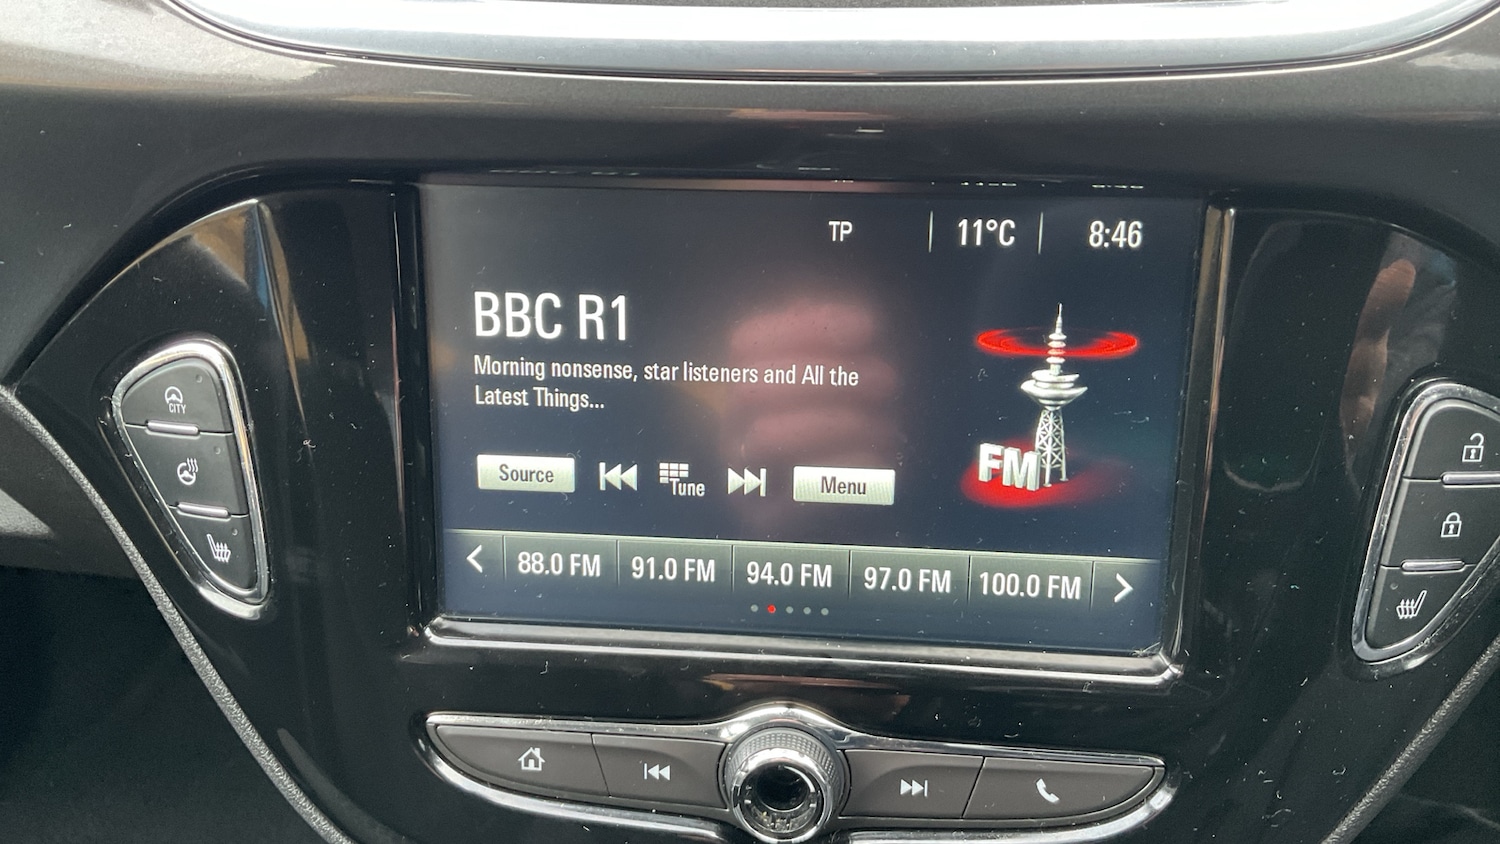 TP 11°C 8:46
BBC R1
Morning nonsense, star listeners and All the
Latest Things...
FM
Source Tune Menu
88.0 FM 91.0 FM 94.0 FM 97.0 FM 100.0 FM
CITY